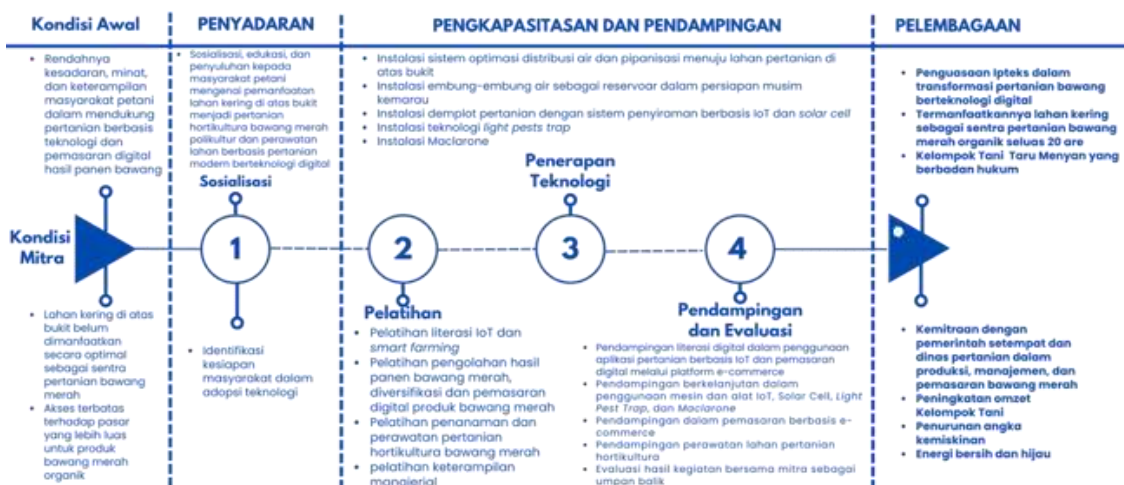 Kondisi Awal
PENYADARAN
PENGKAPASITASAN DAN PENDAMPINGAN
PELEMBAGAAN
• Rendahnya
kesadaran, minat,
dan keterampilan
masyarakat petani
dalam mendukung
pertanian berbasis
teknologi dan
pemasaran digital
hasil panen bawang
• Sosialisasi, edukasi, dan
penyuluhan kepada
masyarakat petani
mengenai pemanfaatan
lahan kering di atas bukit
menjadi pertanian
hortikultura bawang merah
polikultur dan perawatan
lahan berbasis pertanian
modern berteknologi digital
• Instalasi sistem optimasi distribusi air dan pipanisasi menuju lahan pertanian di
atas bukit
• Instalasi embung-embung air sebagai reservoar dalam persiapan musim
kemarau
• Instalasi demplot pertanian dengan sistem penyiraman berbasis IoT dan solar cell
• Instalasi teknologi light pests trap
• Instalasi Maclarone
• Penguasaan Ipteks dalam
transformasi pertanian bawang
berteknologi digital
• Termanfaatkannya lahan kering
sebagai sentra pertanian bawang
merah organik seluas 20 are
• Kelompok Tani Taru Menyan yang
berbadan hukum
Sosialisasi
Penerapan
Teknologi
Kondisi
Mitra
1
2
3
4
Pelatihan
Pendampingan
dan Evaluasi
• Lahan kering di atas
bukit belum
dimanfaatkan
secara optimal
sebagai sentra
pertanian bawang
merah
• Akses terbatas
terhadap pasar
yang lebih luas
untuk produk
bawang merah
organik
• Identifikasi
kesiapan
masyarakat dalam
adopsi teknologi
• Pelatihan literasi IoT dan
smart farming
• Pelatihan pengolahan hasil
panen bawang merah,
diversifikasi dan pemasaran
digital produk bawang merah
• Pelatihan penanaman dan
perawatan pertanian
hortikultura bawang merah
• pelatihan keterampilan
manajerial
• Pendampingan literasi digital dalam penggunaan
aplikasi pertanian berbasis IoT dan pemasaran
digital melalui platform e-commerce
• Pendampingan berkelanjutan dalam
penggunaan mesin dan alat IoT, Solar Cell, Light
Pest Trap, dan Maclarone
• Pendampingan dalam pemasaran berbasis e-
commerce
• Pendampingan perawatan lahan pertanian
hortikultura
• Evaluasi hasil kegiatan bersama mitra sebagai
umpan balik
• Kemitraan dengan
pemerintah setempat dan
dinas pertanian dalam
produksi, manajemen, dan
pemasaran bawang merah
• Peningkatan omzet
Kelompok Tani
• Penurunan angka
kemiskinan
• Energi bersih dan hijau